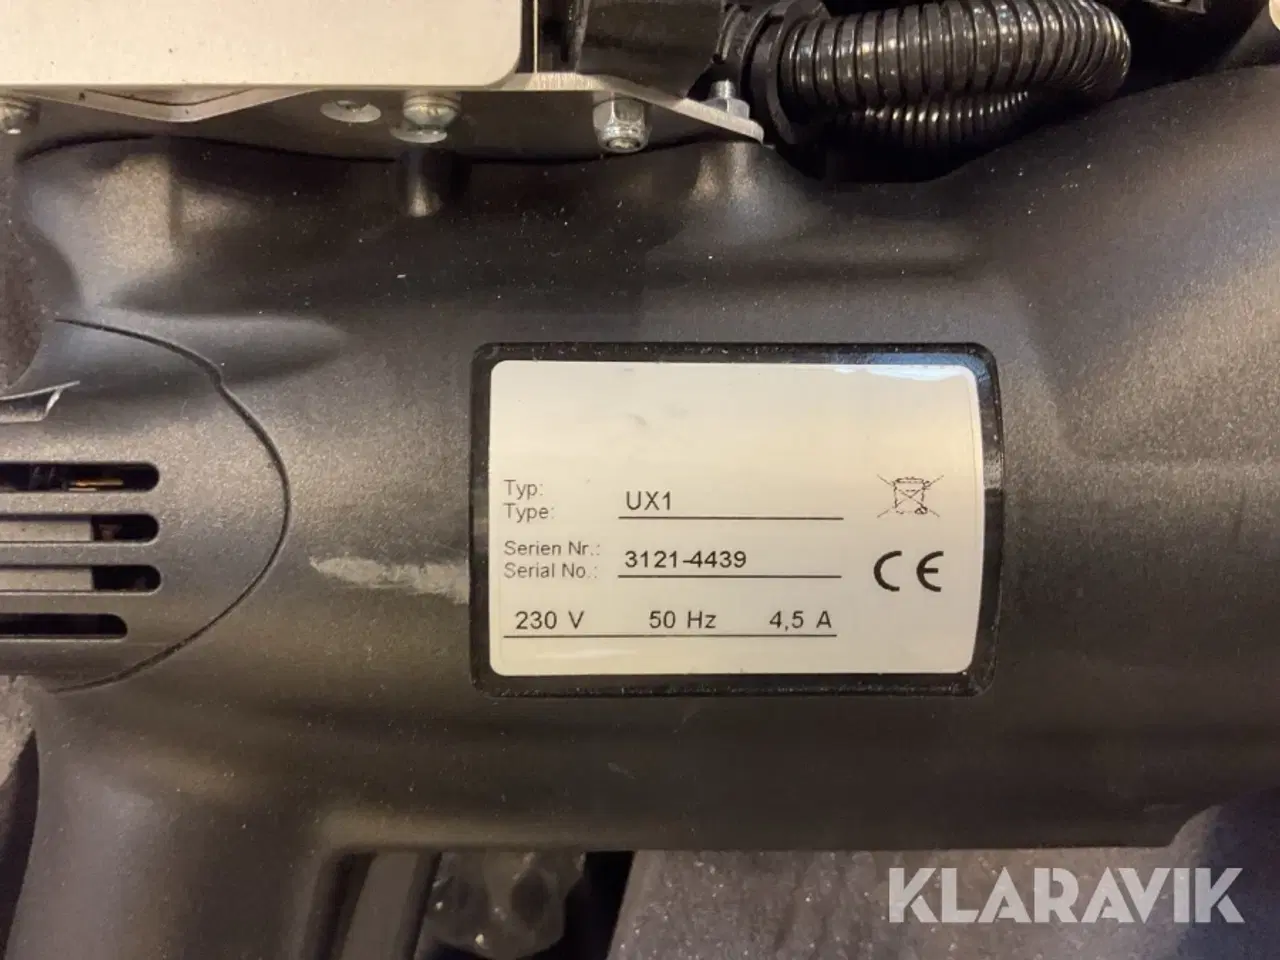 Typ:
Type: UX1
Serien Nr.:
Serial No.: 3121-4439
230 V 50 Hz 4,5 A
CE
KLARAVIK